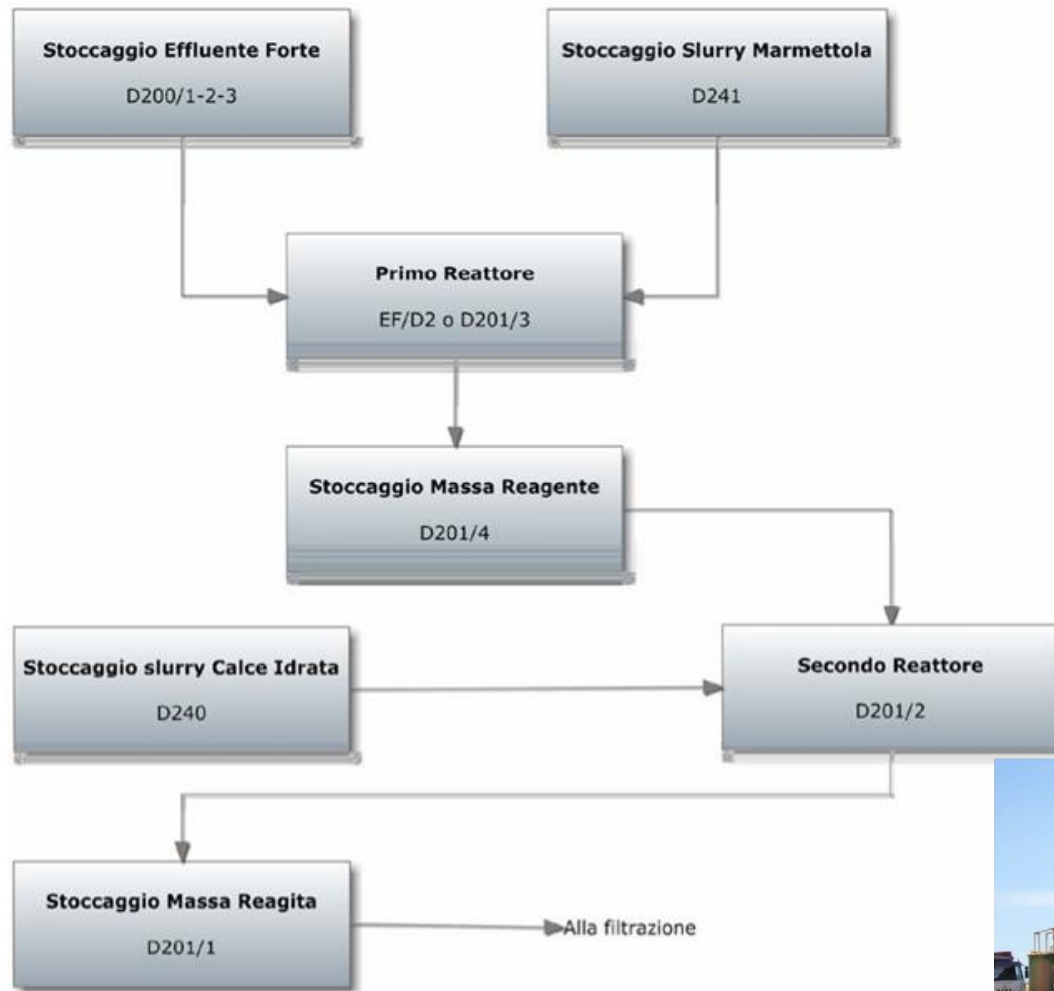 Stoccaggio Effluente Forte
D200/1-2-3
Stoccaggio Slurry Marmettola
D241
Primo Reattore
EF/D2 o D201/3
Stoccaggio Massa Reagente
D201/4
Stoccaggio slurry Calce Idrata
D240
Secondo Reattore
D201/2
Stoccaggio Massa Reagita
D201/1
Alla filtrazione